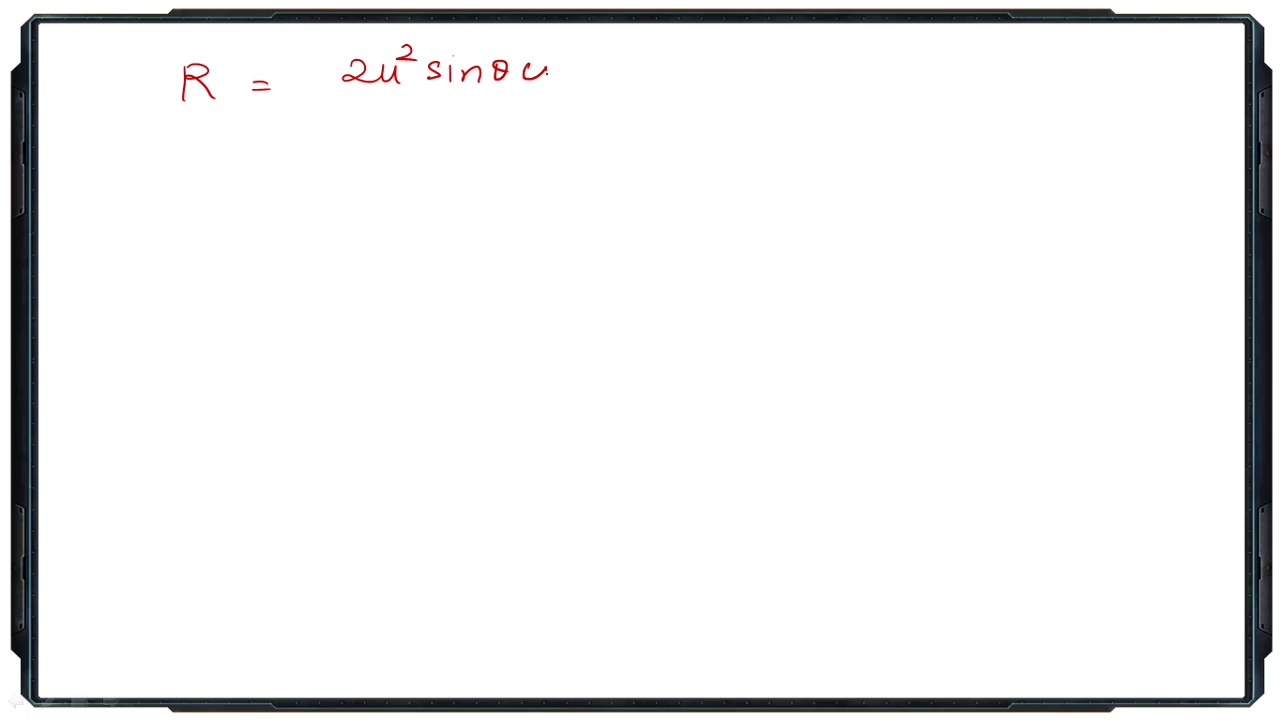 R = 2u² sinθ